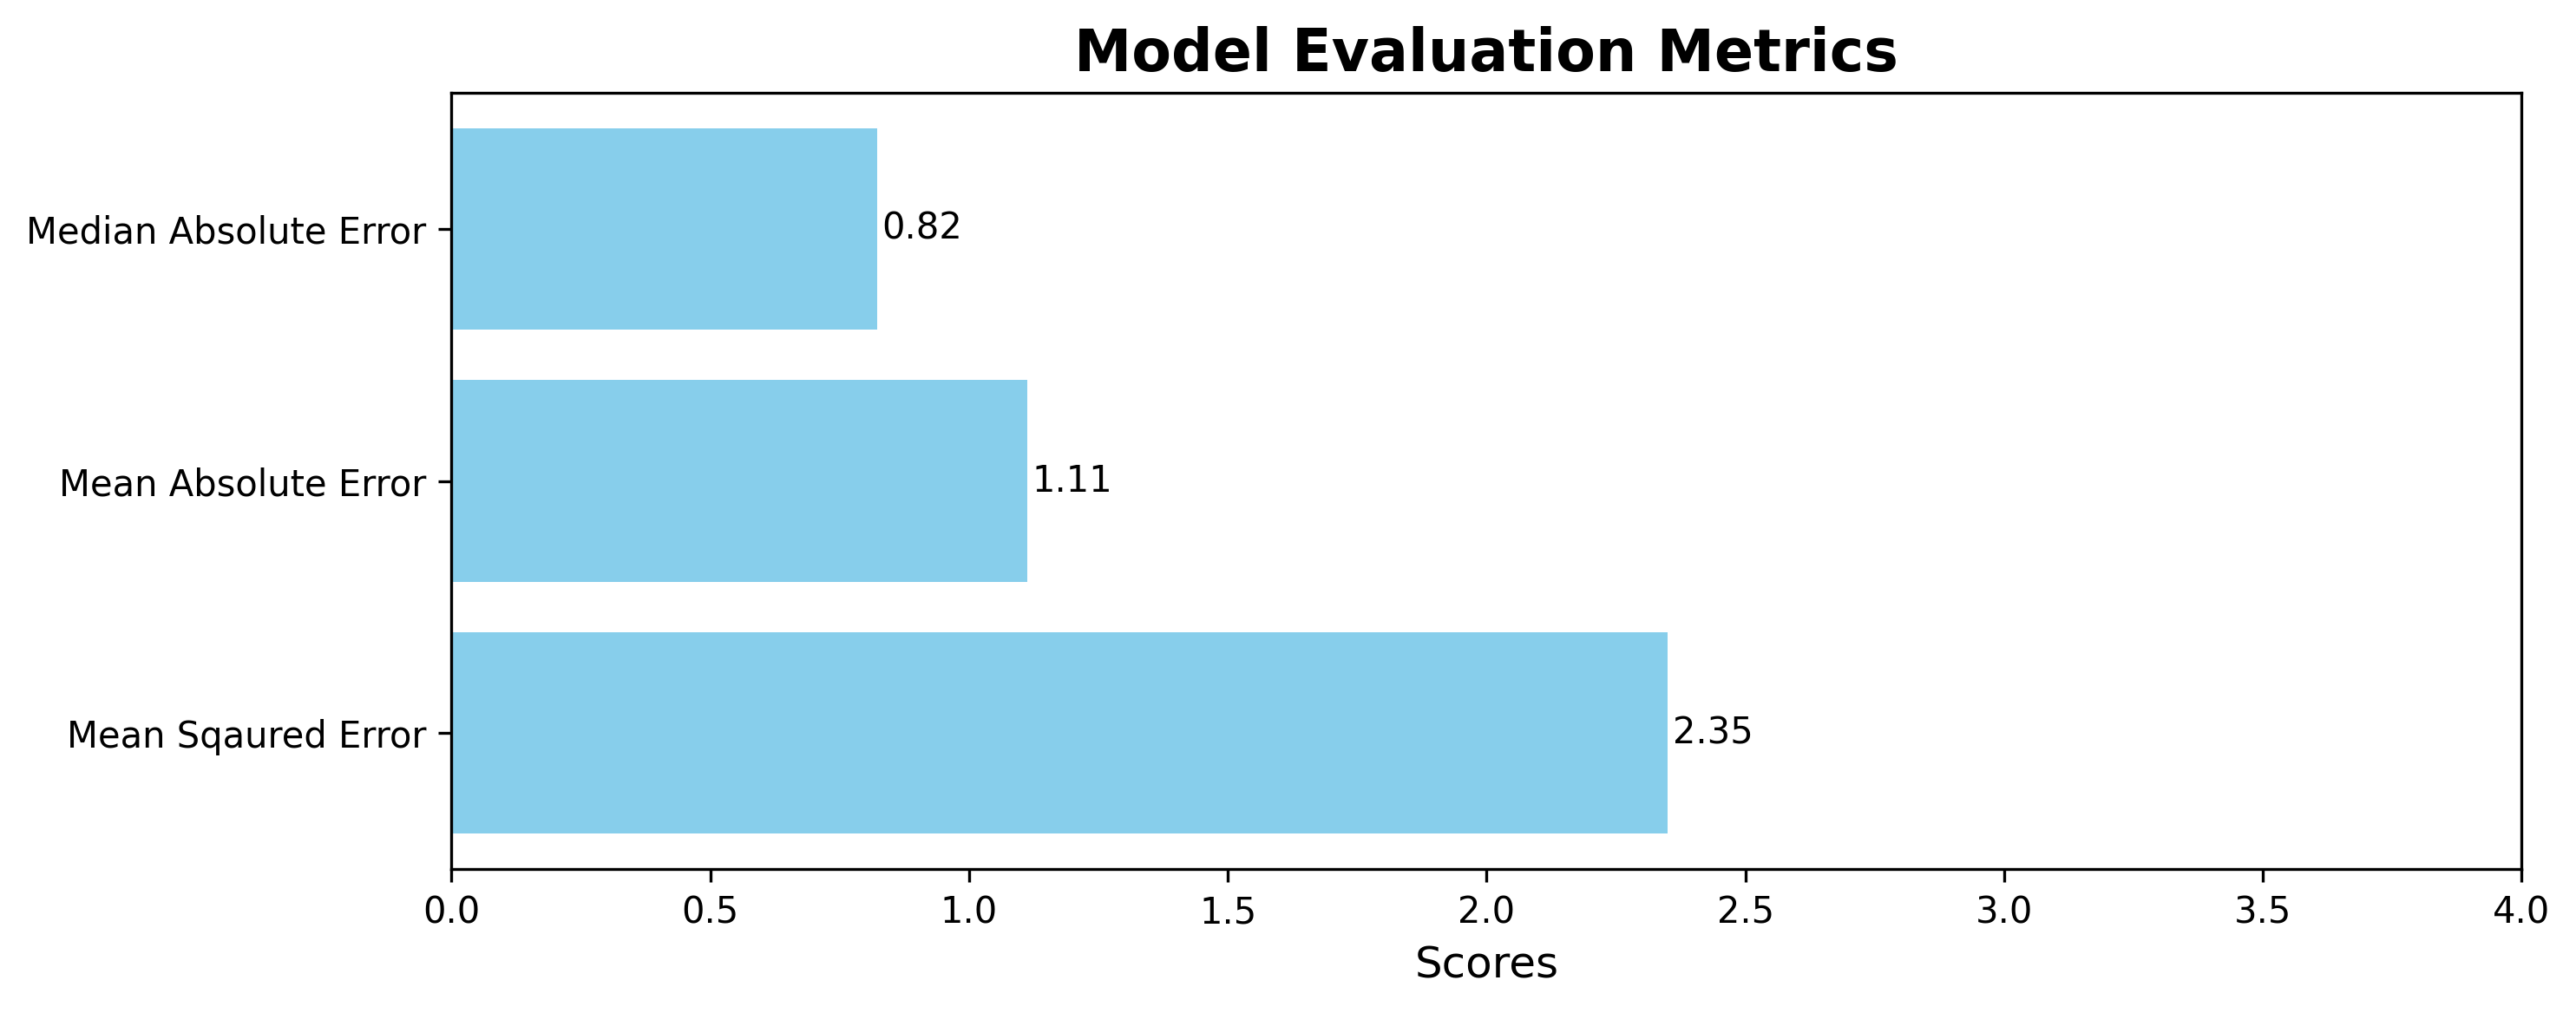 Model Evaluation Metrics
Median Absolute Error
0.82
Mean Absolute Error
1.11
Mean Sqaured Error
2.35
0.0 0.5 1.0 1.5 2.0 2.5 3.0 3.5 4.0
Scores